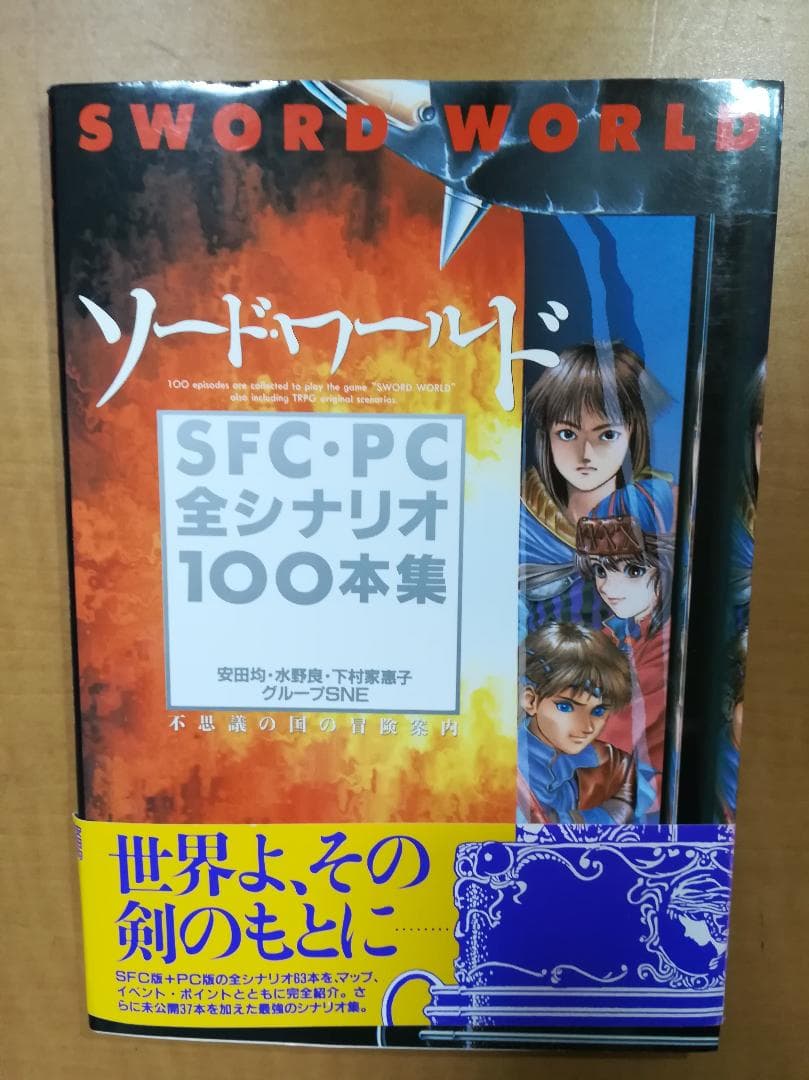 SWORD WORLD
ソード・ワールド
100 episodes are collected to play the game "SWORD WORLD"
also including TRPG original scenarios.
SFC・PC
全シナリオ
100本集
安田均・水野良・下村家惠子
グループSNE
不思議の国の冒険案内
世界よ、その
剣のもとに………
SFC版+PC版の全シナリオ63本を、マップ、
イベント・ポイントとともに完全紹介。さ
らに未公開37本を加えた最強のシナリオ集。